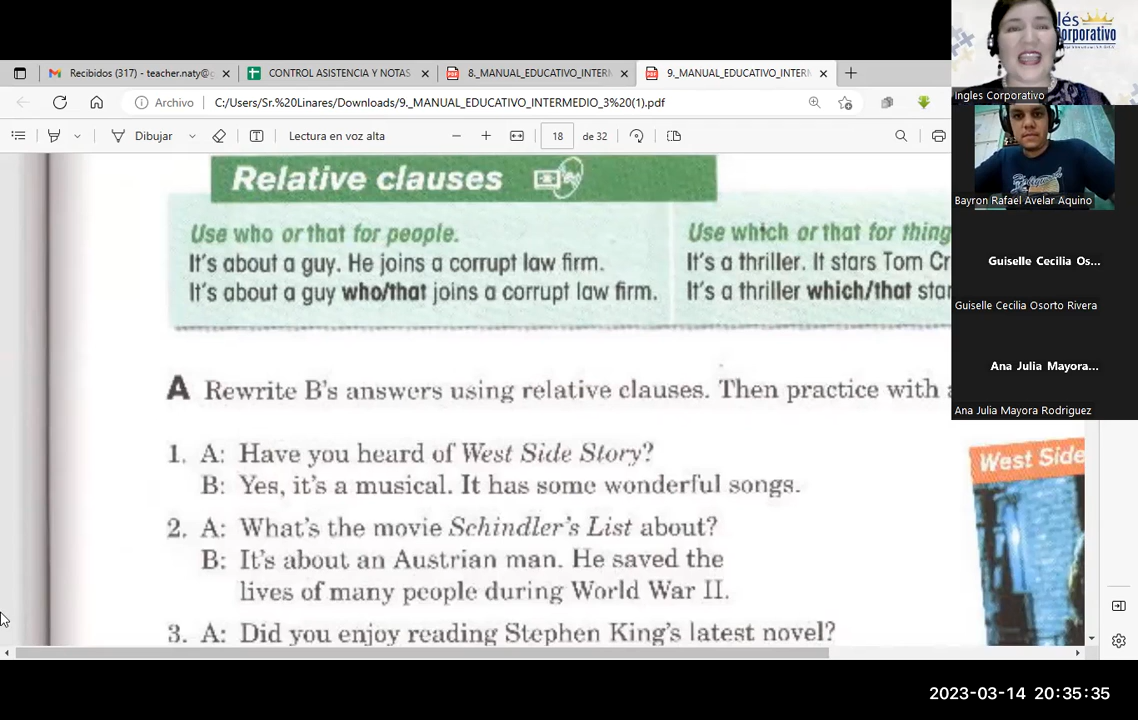 lés
Corporativo
Recibidos (317) - teacher.naty@
CONTROL ASISTENCIA Y NOTAS
8._MANUAL_EDUCATIVO_INTERM
9._MANUAL_EDUCATIVO_INTERM
Archivo
C:/Users/Sr.%20Linares/Downloads/9._MANUAL_EDUCATIVO_INTERMEDIO_3%20(1).pdf
Dibujar
Lectura en voz alta
18
de 32
Ingles Corporativo
Bayron Rafael Avelar Aquino
Guiselle Cecilia Os...
Guiselle Cecilia Osorto Rivera
Ana Julia Mayora...
Ana Julia Mayora Rodriguez
Relative clauses
Use who or that for people.
It's about a guy. He joins a corrupt law firm.
It's about a guy who/that joins a corrupt law firm.
Use which or that for thing
It's a thriller. It stars Tom Cr
It's a thriller which/that star
A Rewrite B's answers using relative clauses. Then practice with a
1. A: Have you heard of West Side Story?
B: Yes, it's a musical. It has some wonderful songs.
2. A: What's the movie Schindler's List about?
B: It's about an Austrian man. He saved the
lives of many people during World War II.
3. A: Did you enjoy reading Stephen King's latest novel?
West Side
2023-03-14 20:35:35